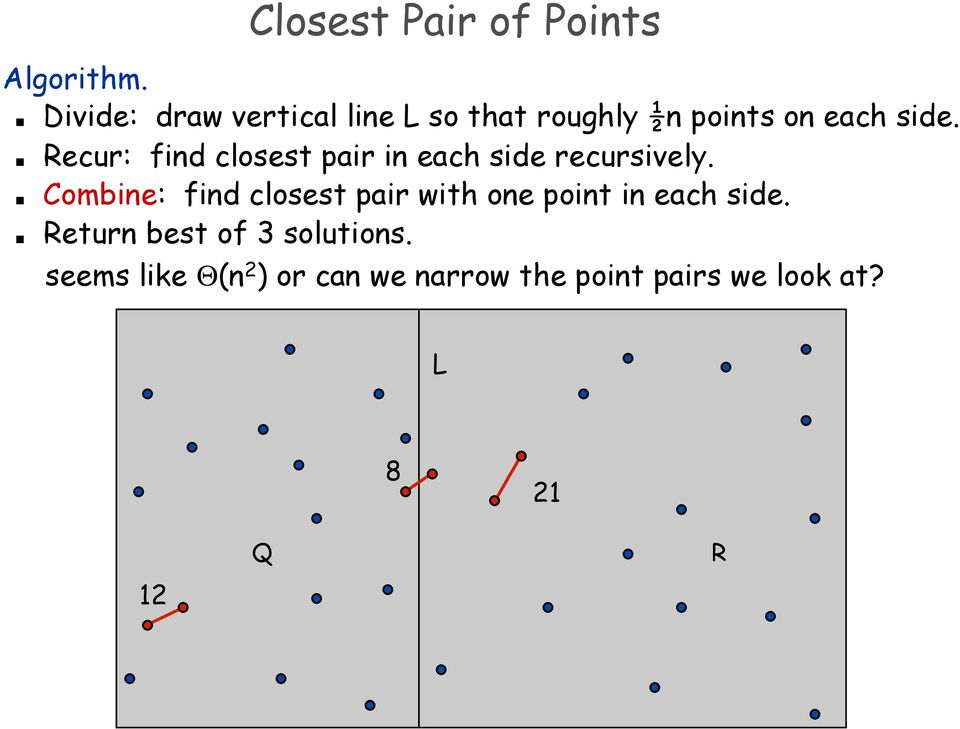 Closest Pair of Points
Algorithm.
■ Divide: draw vertical line L so that roughly ½n points on each side.
■ Recur: find closest pair in each side recursively.
■ Combine: find closest pair with one point in each side.
■ Return best of 3 solutions.
seems like Θ(n²) or can we narrow the point pairs we look at?
L
8
21
Q
R
12